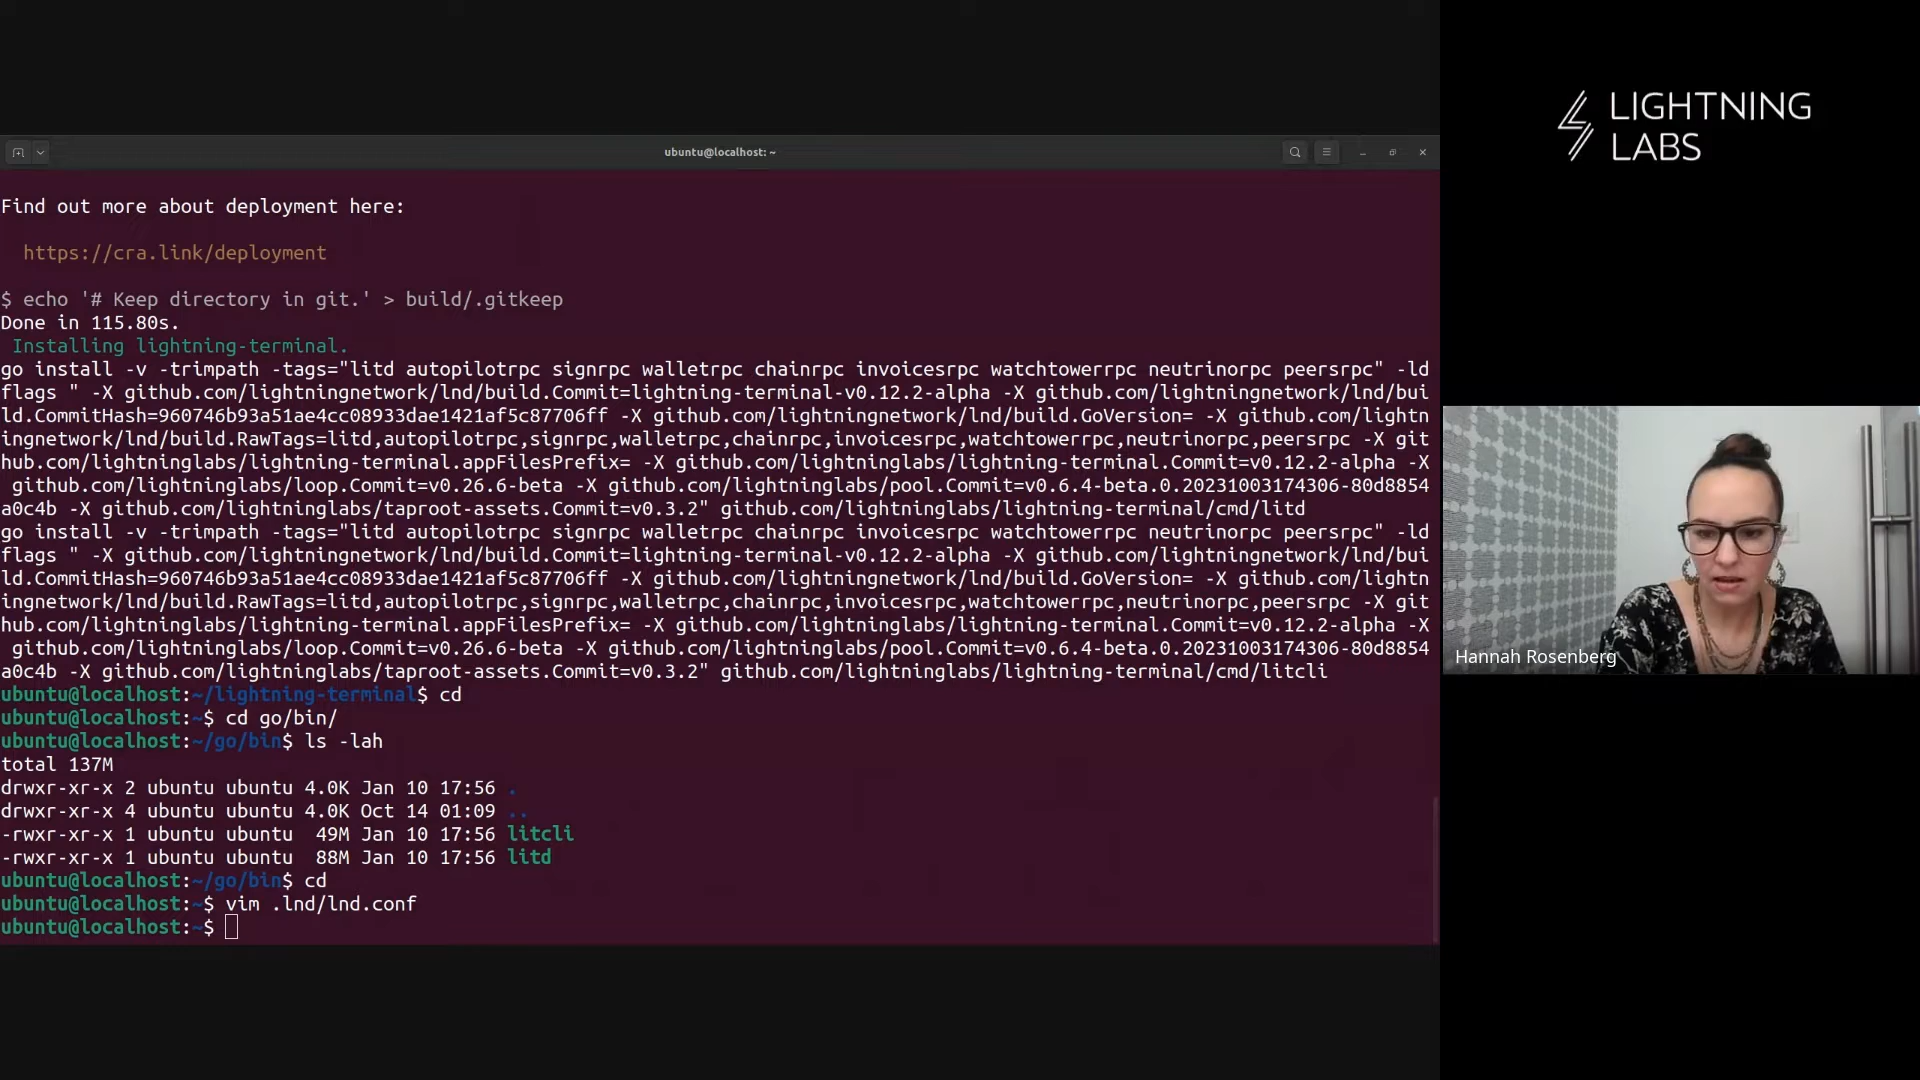 ubuntu@localhost: ~
Find out more about deployment here:
https://cra.link/deployment
$ echo '# Keep directory in git.' > build/.gitkeep
Done in 115.80s.
Installing lightning-terminal.
go install -v -trimpath -tags="litd autopilotrpc signrpc walletrpc chainrpc invoicesrpc watchtowerrpc neutrinorpc peersrpc" -ld
flags " -X github.com/lightningnetwork/lnd/build.Commit=lightning-terminal-v0.12.2-alpha -X github.com/lightningnetwork/lnd/bui
ld.CommitHash=960746b93a51ae4cc08933dae1421af5c87706ff -X github.com/lightningnetwork/lnd/build.GoVersion= -X github.com/lightn
ingnetwork/lnd/build.RawTags=litd,autopilotrpc,signrpc,walletrpc,chainrpc,invoicesrpc,watchtowerrpc,neutrinorpc,peersrpc -X git
hub.com/lightninglabs/lightning-terminal.appFilesPrefix= -X github.com/lightninglabs/lightning-terminal.Commit=v0.12.2-alpha -X
github.com/lightninglabs/loop.Commit=v0.26.6-beta -X github.com/lightninglabs/pool.Commit=v0.6.4-beta.0.20231003174306-80d8854
a0c4b -X github.com/lightninglabs/taproot-assets.Commit=v0.3.2" github.com/lightninglabs/lightning-terminal/cmd/litd
go install -v -trimpath -tags="litd autopilotrpc signrpc walletrpc chainrpc invoicesrpc watchtowerrpc neutrinorpc peersrpc" -ld
flags " -X github.com/lightningnetwork/lnd/build.Commit=lightning-terminal-v0.12.2-alpha -X github.com/lightningnetwork/lnd/bui
ld.CommitHash=960746b93a51ae4cc08933dae1421af5c87706ff -X github.com/lightningnetwork/lnd/build.GoVersion= -X github.com/lightn
ingnetwork/lnd/build.RawTags=litd,autopilotrpc,signrpc,walletrpc,chainrpc,invoicesrpc,watchtowerrpc,neutrinorpc,peersrpc -X git
hub.com/lightninglabs/lightning-terminal.appFilesPrefix= -X github.com/lightninglabs/lightning-terminal.Commit=v0.12.2-alpha -X
github.com/lightninglabs/loop.Commit=v0.26.6-beta -X github.com/lightninglabs/pool.Commit=v0.6.4-beta.0.20231003174306-80d8854
a0c4b -X github.com/lightninglabs/taproot-assets.Commit=v0.3.2" github.com/lightninglabs/lightning-terminal/cmd/litcli
ubuntu@localhost:~/lightning-terminal$ cd
ubuntu@localhost:~$ cd go/bin/
ubuntu@localhost:~/go/bin$ ls -lah
total 137M
drwxr-xr-x 2 ubuntu ubuntu 4.0K Jan 10 17:56 .
drwxr-xr-x 4 ubuntu ubuntu 4.0K Oct 14 01:09 ..
-rwxr-xr-x 1 ubuntu ubuntu  49M Jan 10 17:56 litcli
-rwxr-xr-x 1 ubuntu ubuntu  88M Jan 10 17:56 litd
ubuntu@localhost:~/go/bin$ cd
ubuntu@localhost:~$ vim .lnd/lnd.conf
ubuntu@localhost:~$
LIGHTNING
LABS
Hannah Rosenberg